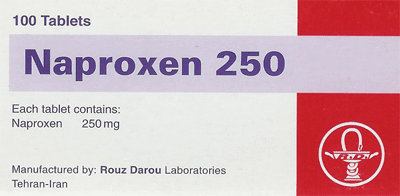 100 Tablets
Naproxen 250
Each tablet contains:
Naproxen 250 mg
Manufactured by: Rouz Darou Laboratories
Tehran-Iran